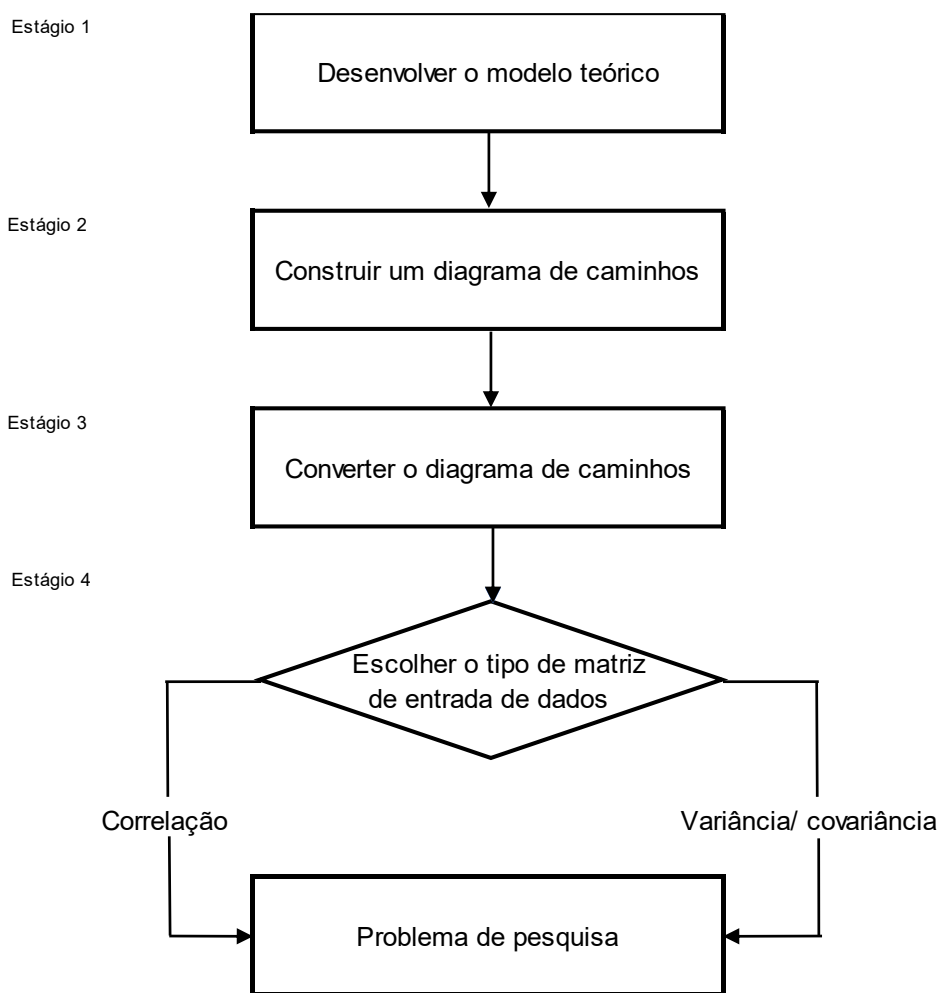 Estágio 1
Desenvolver o modelo teórico
Estágio 2
Construir um diagrama de caminhos
Estágio 3
Converter o diagrama de caminhos
Estágio 4
Escolher o tipo de matriz
de entrada de dados
Correlação
Variância/ covariância
Problema de pesquisa